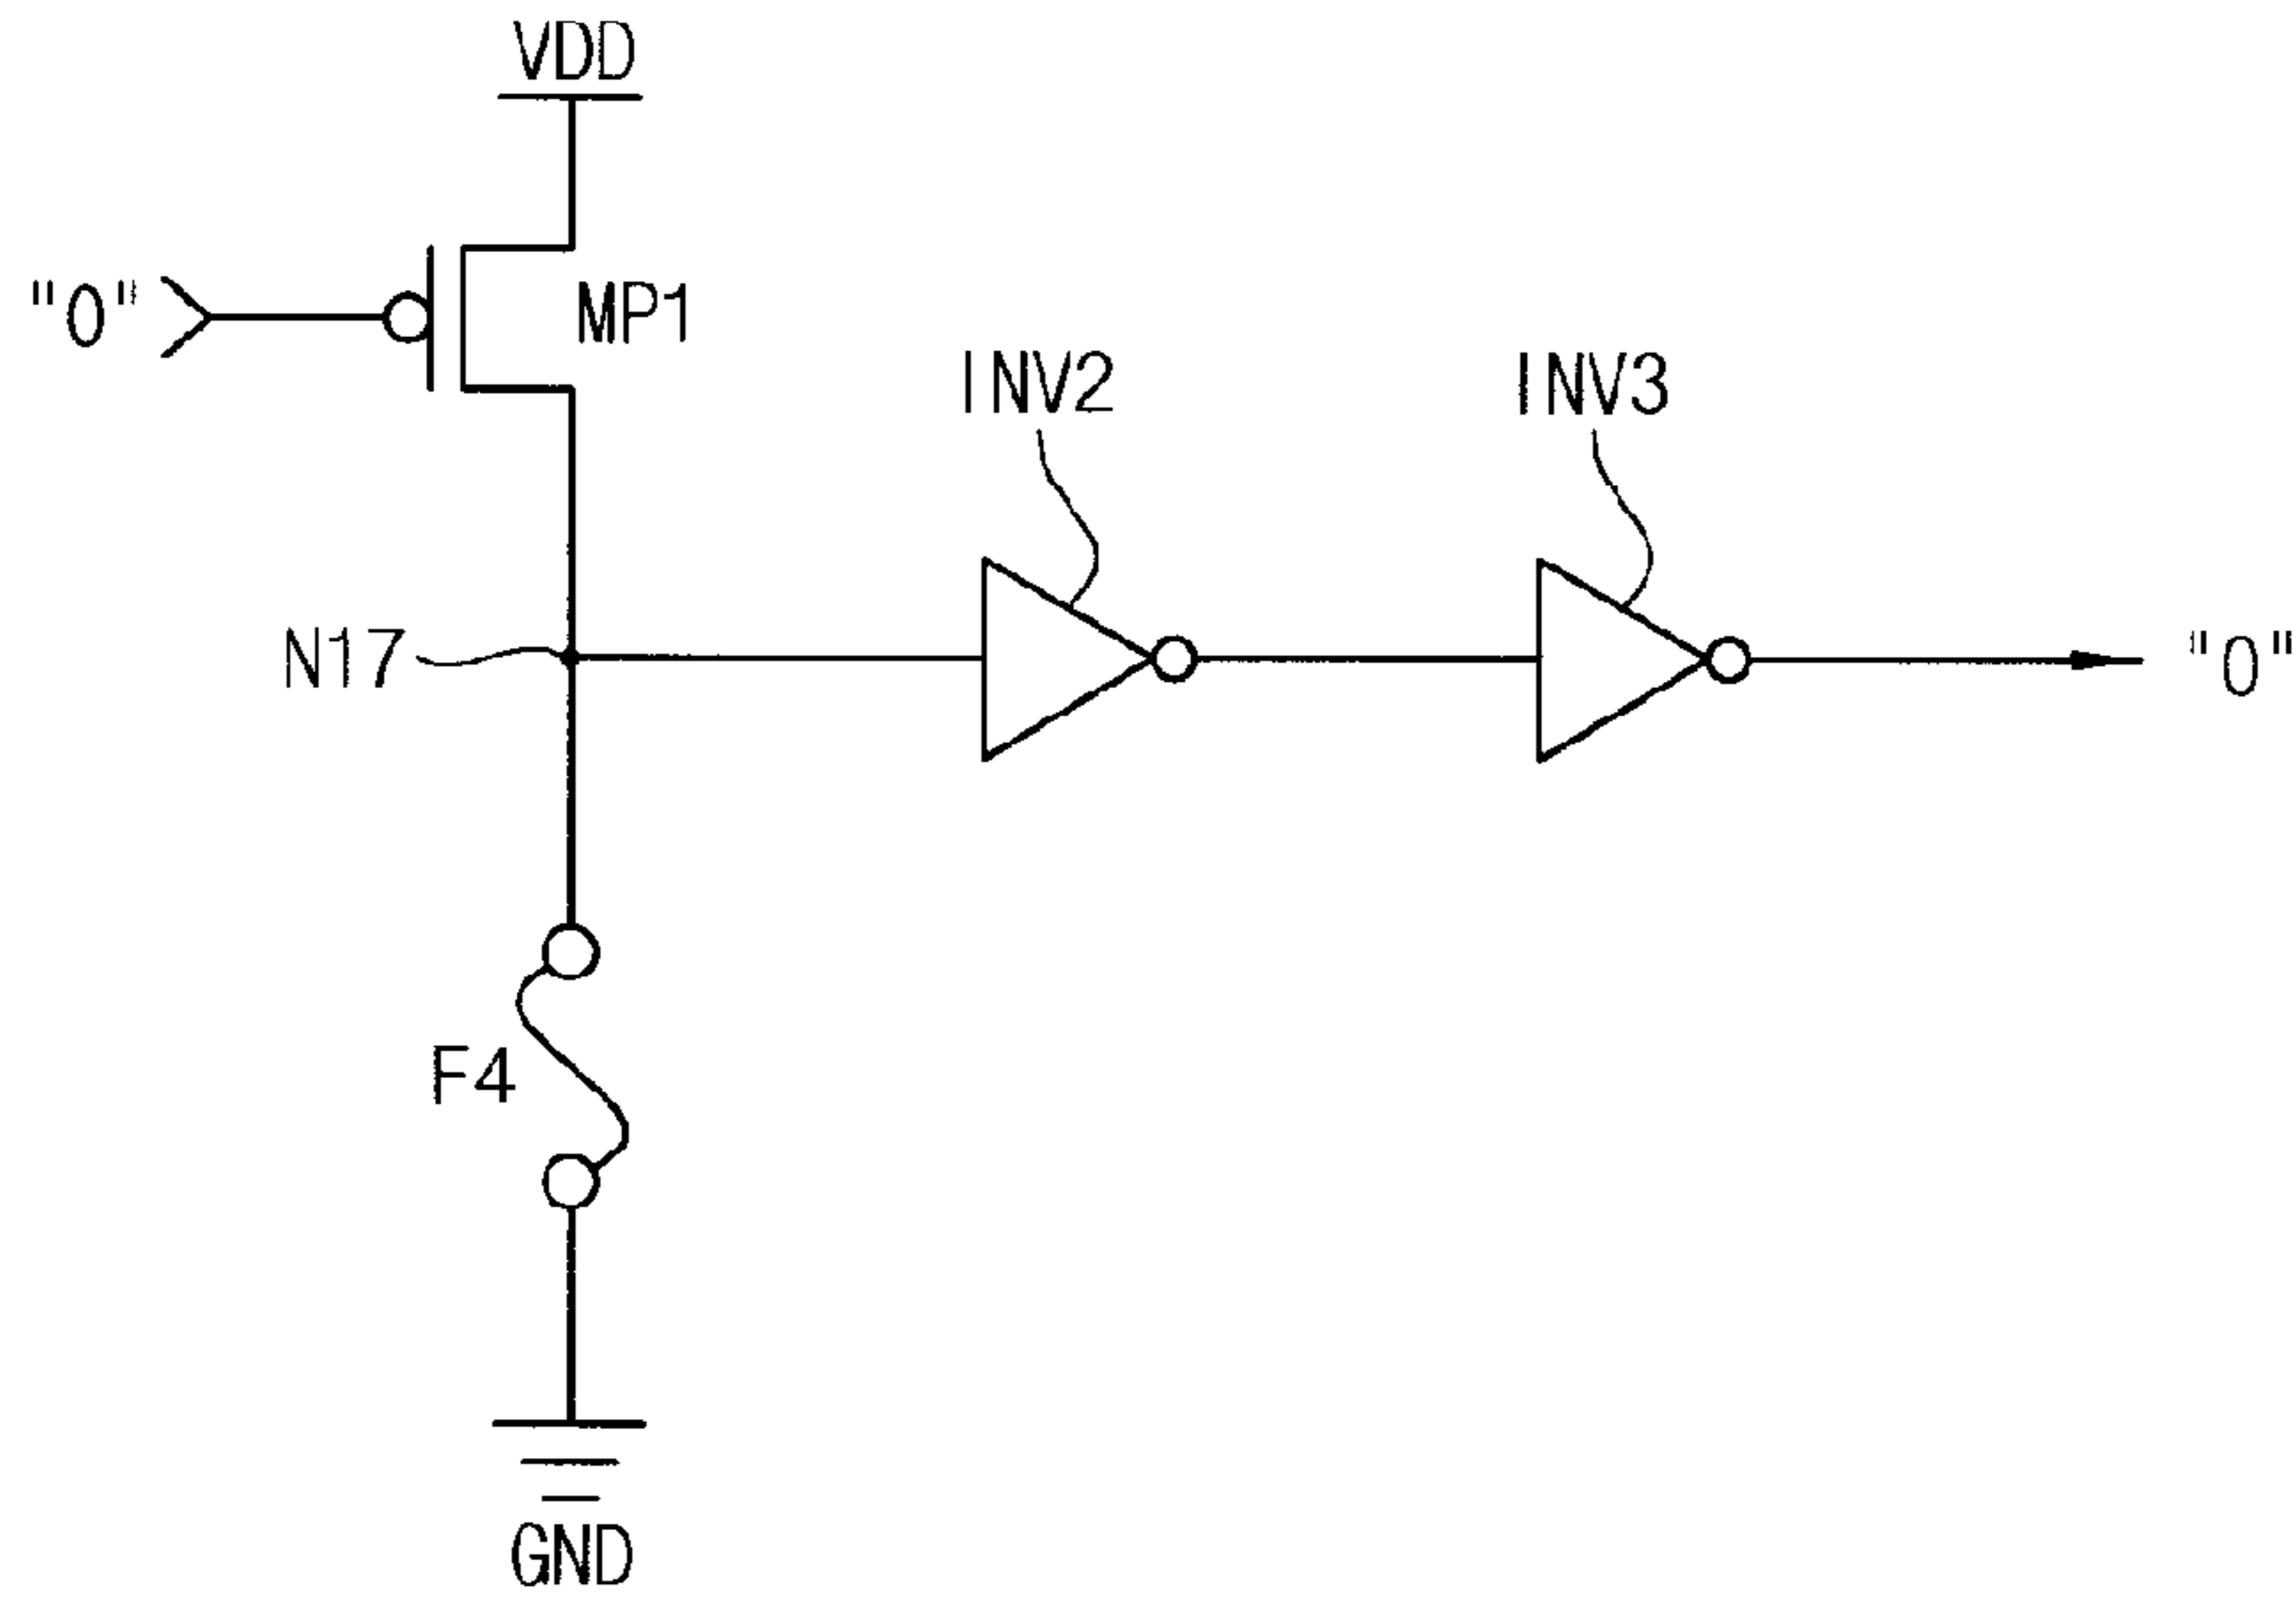 VDD
"0"
MP1
INV2
INV3
N17
"0"
F4
GND